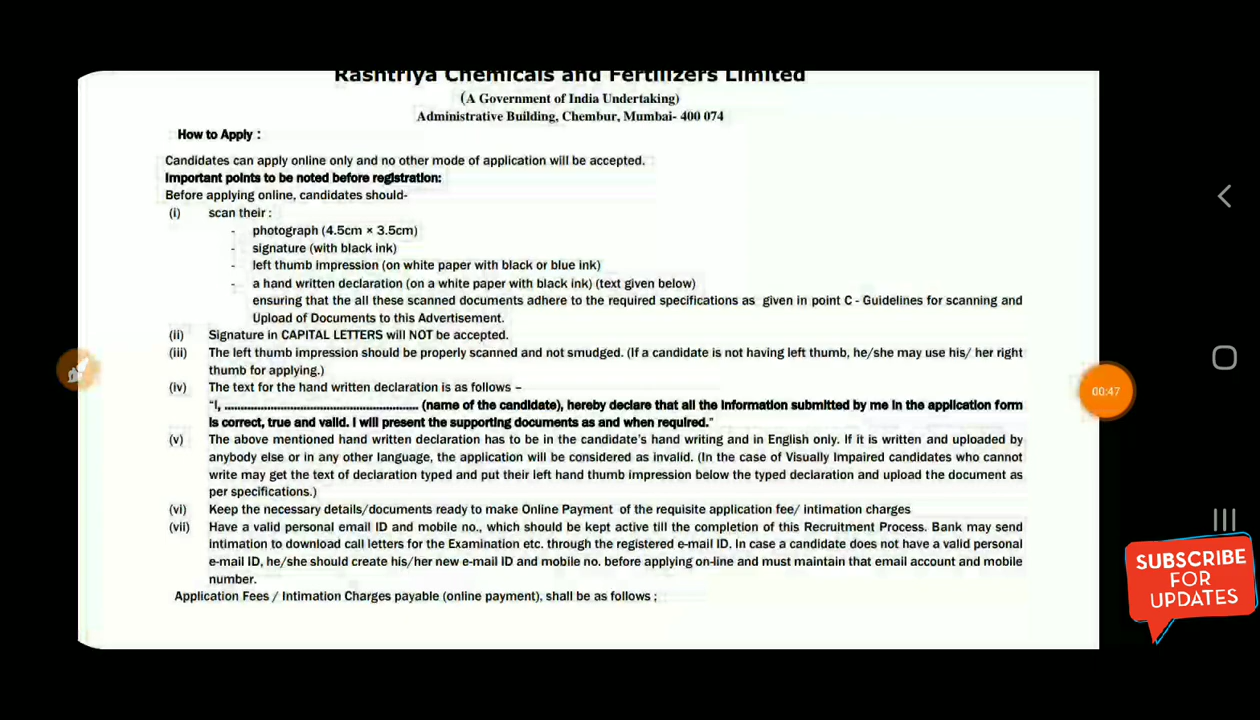 Rashtriya Chemicals and Fertilizers Limited
(A Government of India Undertaking)
Administrative Building, Chembur, Mumbai- 400 074
How to Apply :
Candidates can apply online only and no other mode of application will be accepted.
Important points to be noted before registration:
Before applying online, candidates should-
(i) scan their :
- photograph (4.5cm × 3.5cm)
- signature (with black ink)
- left thumb impression (on white paper with black or blue ink)
- a hand written declaration (on a white paper with black ink) (text given below)
ensuring that the all these scanned documents adhere to the required specifications as given in point C - Guidelines for scanning and
Upload of Documents to this Advertisement.
(ii) Signature in CAPITAL LETTERS will NOT be accepted.
(iii) The left thumb impression should be properly scanned and not smudged. (If a candidate is not having left thumb, he/she may use his/ her right
thumb for applying.)
(iv) The text for the hand written declaration is as follows –
"I, ............................................................ (name of the candidate), hereby declare that all the information submitted by me in the application form
is correct, true and valid. I will present the supporting documents as and when required."
(v) The above mentioned hand written declaration has to be in the candidate's hand writing and in English only. If it is written and uploaded by
anybody else or in any other language, the application will be considered as invalid. (In the case of Visually Impaired candidates who cannot
write may get the text of declaration typed and put their left hand thumb impression below the typed declaration and upload the document as
per specifications.)
(vi) Keep the necessary details/documents ready to make Online Payment of the requisite application fee/ intimation charges
(vii) Have a valid personal email ID and mobile no., which should be kept active till the completion of this Recruitment Process. Bank may send
intimation to download call letters for the Examination etc. through the registered e-mail ID. In case a candidate does not have a valid personal
e-mail ID, he/she should create his/her new e-mail ID and mobile no. before applying on-line and must maintain that email account and mobile
number.
Application Fees / Intimation Charges payable (online payment), shall be as follows ;
00:47
SUBSCRIBE
FOR
UPDATES